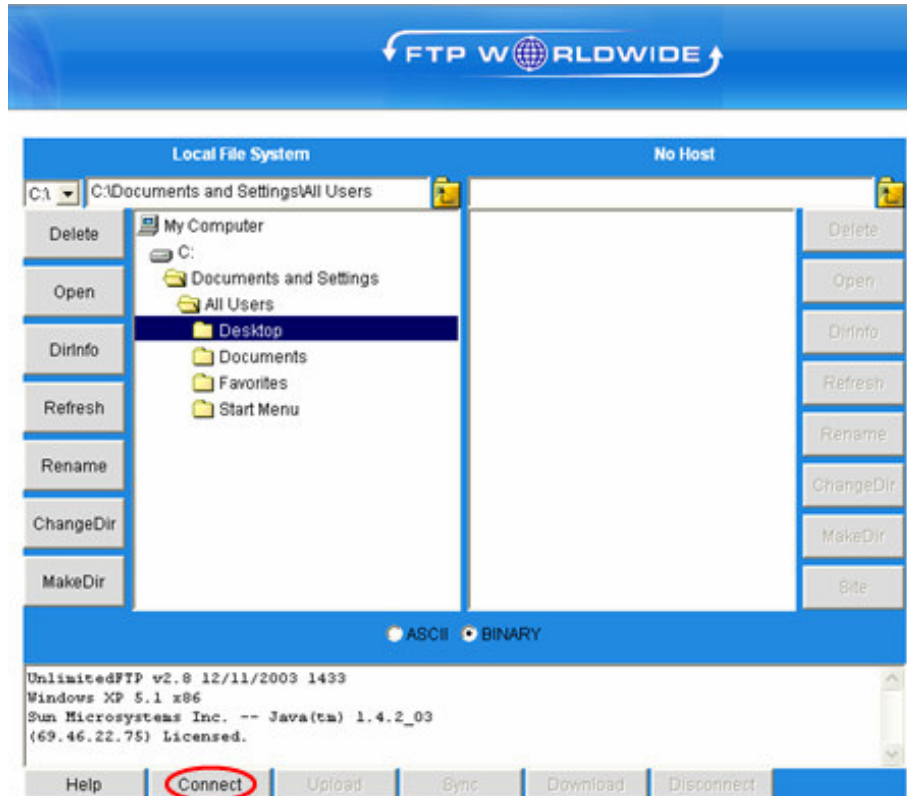 FTP WORLDWIDE
Local File System
No Host
C:\
C:\Documents and Settings\All Users
Delete
Open
DirInfo
Refresh
Rename
ChangeDir
MakeDir
My Computer
C:
Documents and Settings
All Users
Desktop
Documents
Favorites
Start Menu
Delete
Open
DirInfo
Refresh
Rename
ChangeDir
MakeDir
Bite
ASCII BINARY
UnlimitedFTP v2.8 12/11/2003 1433
Windows XP 5.1 x86
Sun Microsystems Inc. -- Java(tm) 1.4.2_03
(69.46.22.75) Licensed.
Help Connect Upload Sync Download Disconnect